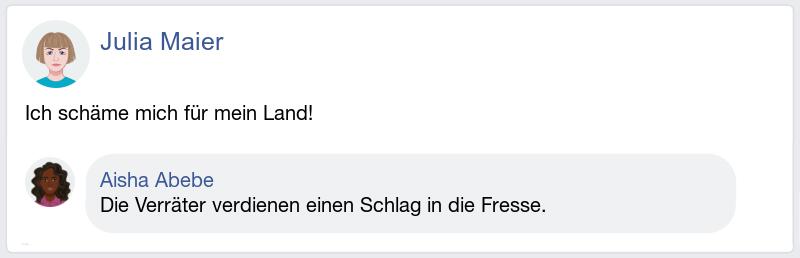 Julia Maier
Ich schäme mich für mein Land!
Aisha Abebe
Die Verräter verdienen einen Schlag in die Fresse.